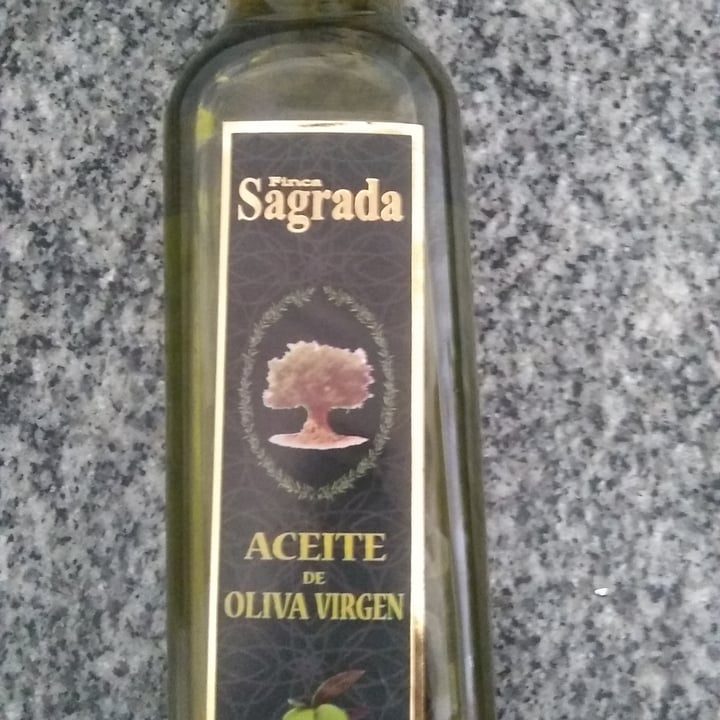 Finca
Sagrada
ACEITE
DE
OLIVA VIRGEN